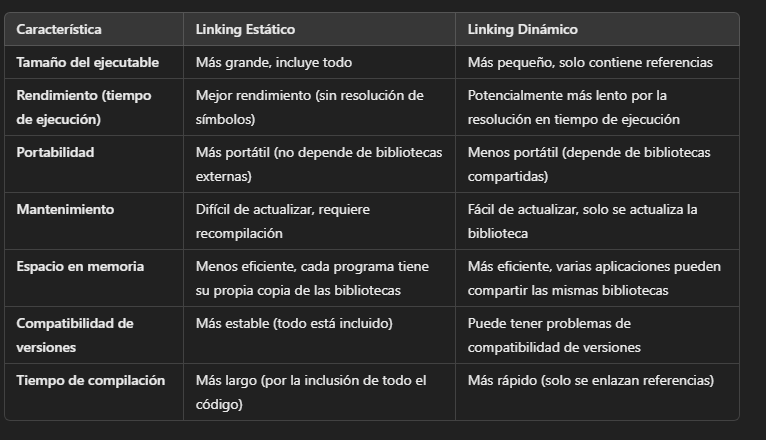 Característica Linking Estático Linking Dinámico
Tamaño del ejecutable Más grande, incluye todo Más pequeño, solo contiene referencias
Rendimiento (tiempo Mejor rendimiento (sin resolución de Potencialmente más lento por la
de ejecución) símbolos) resolución en tiempo de ejecución
Portabilidad Más portátil (no depende de bibliotecas Menos portátil (depende de bibliotecas
externas) compartidas)
Mantenimiento Difícil de actualizar, requiere Fácil de actualizar, solo se actualiza la
recompilación biblioteca
Espacio en memoria Menos eficiente, cada programa tiene Más eficiente, varias aplicaciones pueden
su propia copia de las bibliotecas compartir las mismas bibliotecas
Compatibilidad de Más estable (todo está incluido) Puede tener problemas de
versiones compatibilidad de versiones
Tiempo de compilación Más largo (por la inclusión de todo el Más rápido (solo se enlazan referencias)
código)